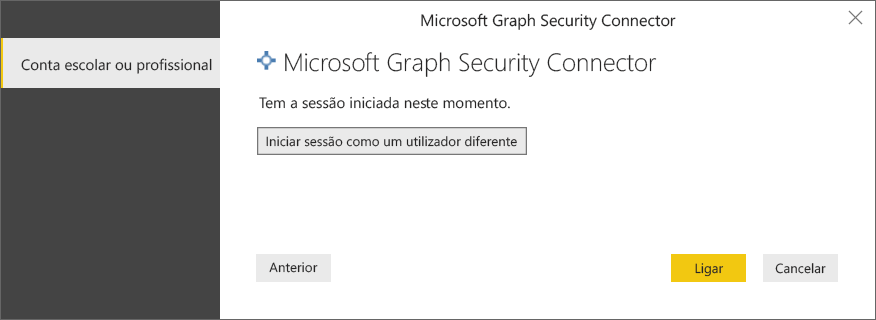 Microsoft Graph Security Connector
Conta escolar ou profissional
Microsoft Graph Security Connector
Tem a sessão iniciada neste momento.
Iniciar sessão como um utilizador diferente
Anterior
Ligar
Cancelar